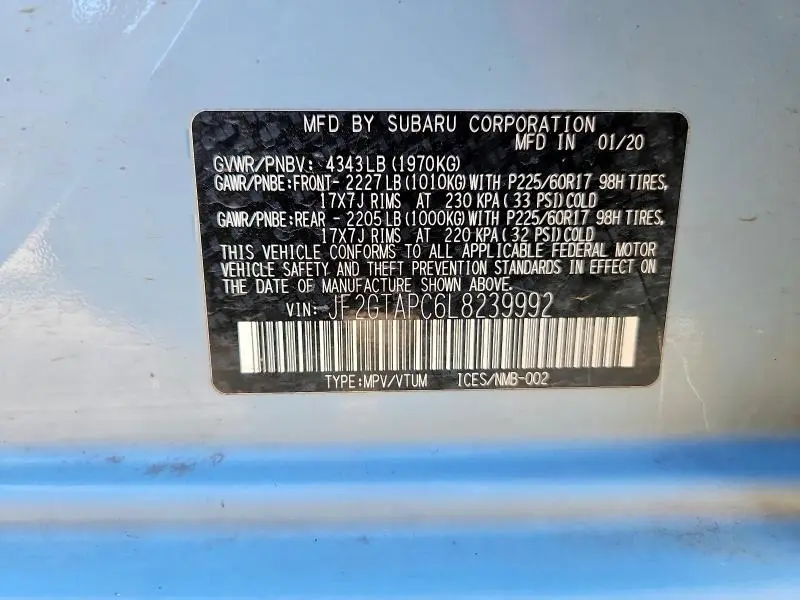 MFD BY SUBARU CORPORATION
MFD IN 01/20
GVWR/PNBV: 4343LB(1970KG)
GAWR/PNBE:FRONT-2227LB(1010KG)WITH P225/60R17 98H TIRES,
17X7J RIMS AT 230 KPA(33 PSI)COLD
GAWR/PNBE:REAR -2205LB(1000KG)WITH P225/60R17 98H TIRES,
17X7J RIMS AT 220 KPA(32 PSI)COLD
THIS VEHICLE CONFORMS TO ALL APPLICABLE FEDERAL MOTOR
VEHICLE SAFETY AND THEFT PREVENTION STANDARDS IN EFFECT ON
THE DATE OF MANUFACTURE SHOWN ABOVE.
VIN: JF2GTAPC6L8239992
TYPE:MPV/VTUM ICES/NMB-002